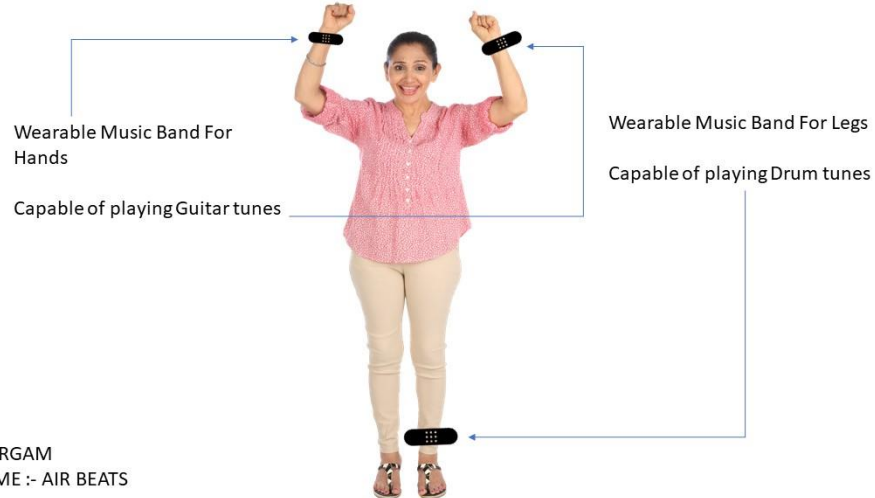 Wearable Music Band For
Hands
Capable of playing Guitar tunes
Wearable Music Band For Legs
Capable of playing Drum tunes
RGAM
ME :- AIR BEATS